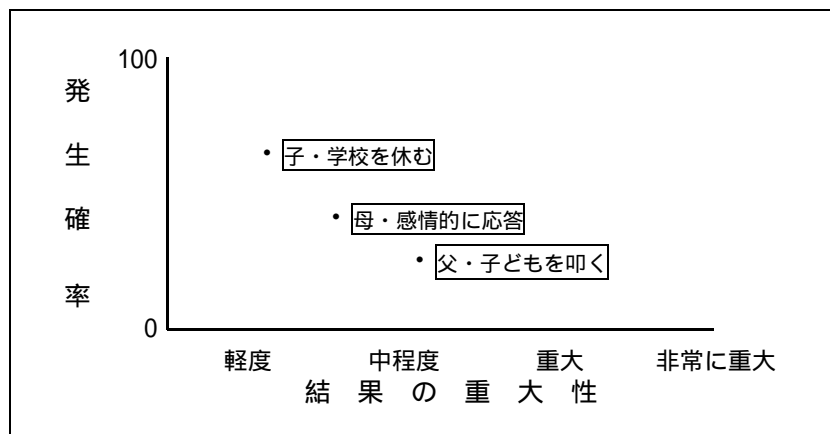 100
発生確率
・子・学校を休む
・母・感情的に応答
・父・子どもを叩く
0
軽度 中程度 重大 非常に重大
結果の重大性